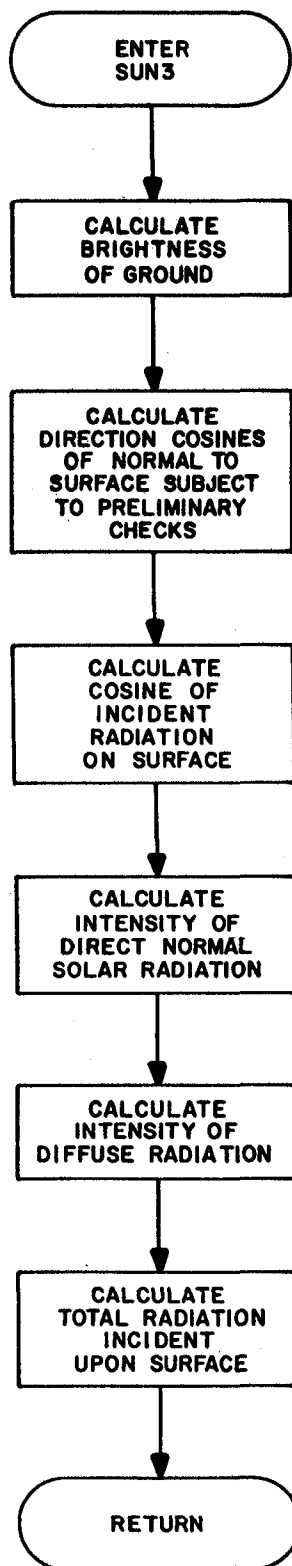 ENTER
SUN3
CALCULATE
BRIGHTNESS
OF GROUND
CALCULATE
DIRECTION COSINES
OF NORMAL TO
SURFACE SUBJECT
TO PRELIMINARY
CHECKS
CALCULATE
COSINE OF
INCIDENT
RADIATION
ON SURFACE
CALCULATE
INTENSITY OF
DIRECT NORMAL
SOLAR RADIATION
CALCULATE
INTENSITY OF
DIFFUSE RADIATION
CALCULATE
TOTAL RADIATION
INCIDENT
UPON SURFACE
RETURN